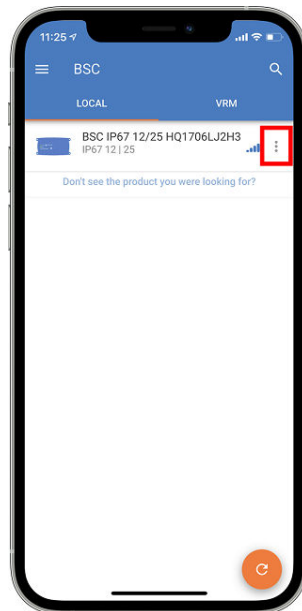 11:25
BSC
LOCAL VRM
BSC IP67 12/25 HQ1706LJ2H3
IP67 12 | 25
Don't see the product you were looking for?